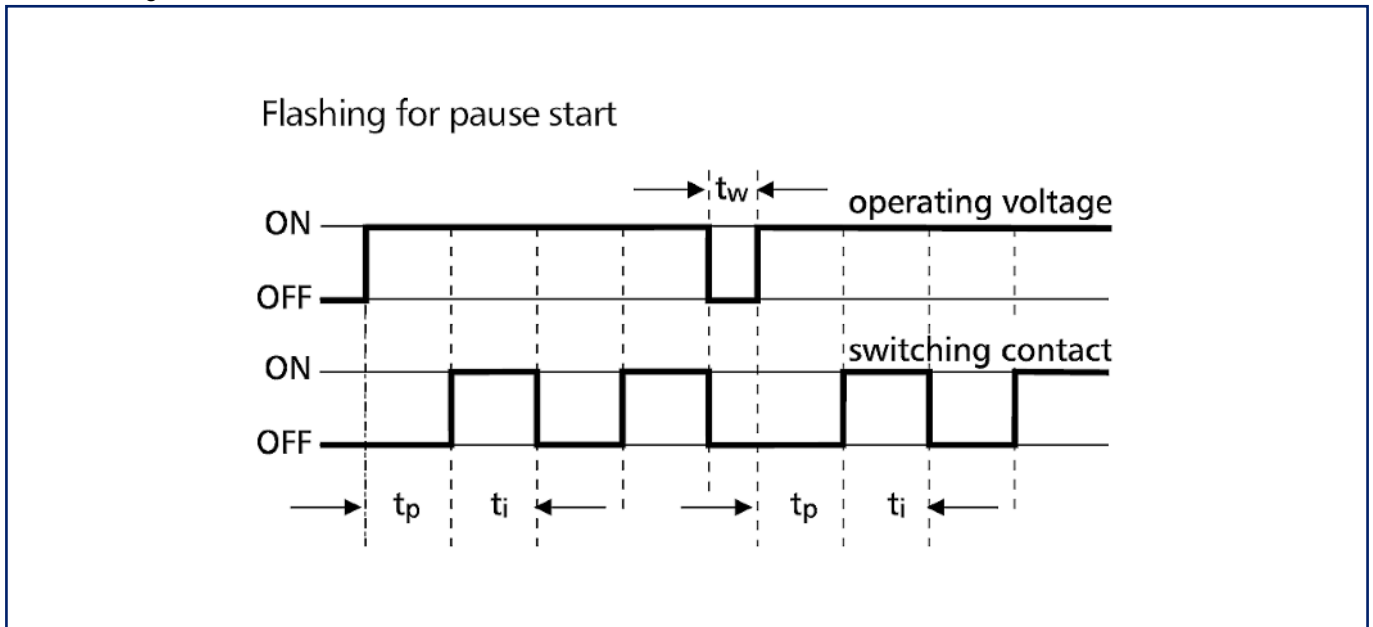 Flashing for pause start
tw
operating voltage
ON
OFF
switching contact
ON
OFF
tp ti tp ti